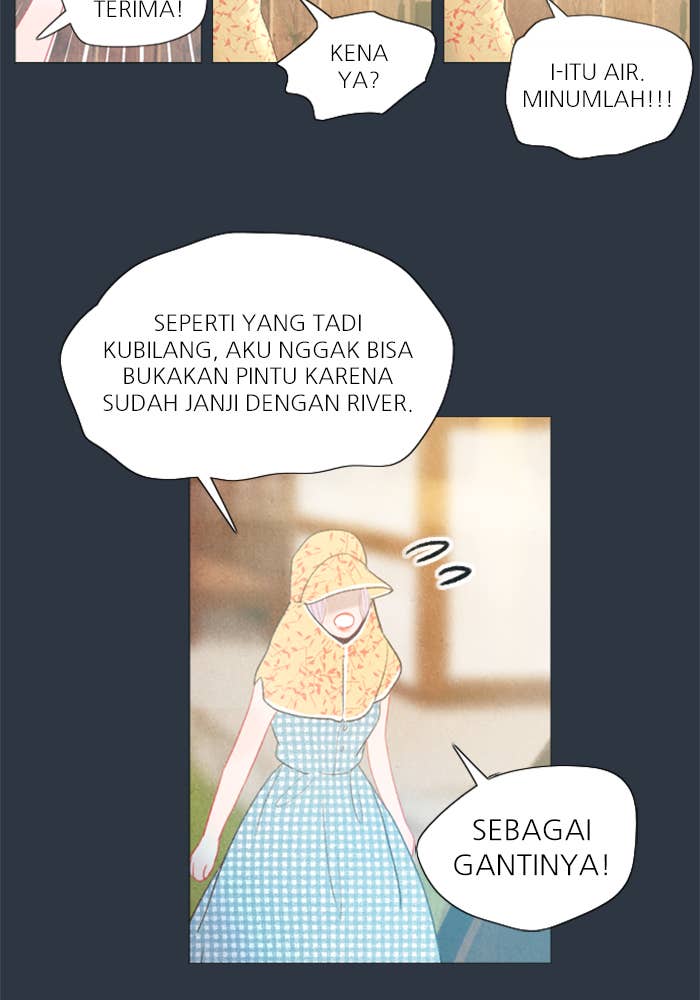 TERIMA!
KENA
YA?
I-ITU AIR.
MINUMLAH!!!
SEPERTI YANG TADI
KUBILANG, AKU NGGAK BISA
BUKAKAN PINTU KARENA
SUDAH JANJI DENGAN RIVER.
SEBAGAI
GANTINYA!